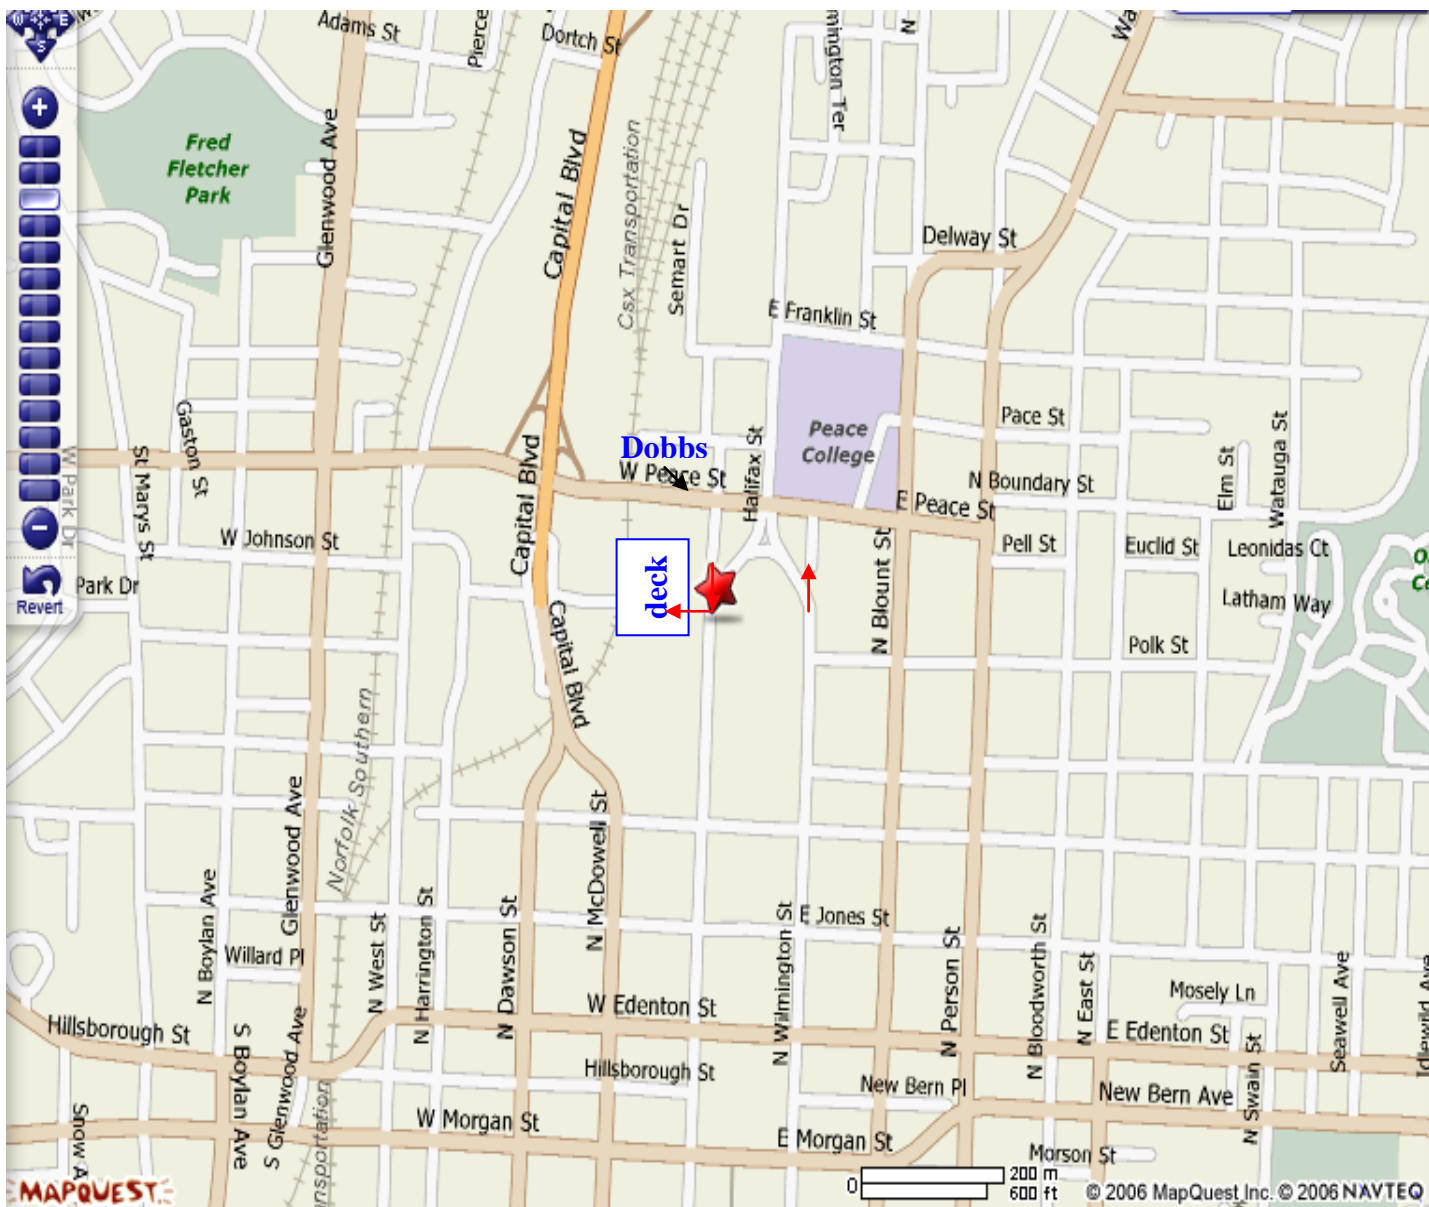 W
E
S
Adams St
Pierce
Dortch St
mington Ter
N
Wa
+
Fred
Fletcher
Park
Glenwood Ave
Capital Blvd
Csx Transportation
Semart Dr
Delway St
E Franklin St
Gaston St
St Marys St
W Park Dr
Capital Blvd
Dobbs
W Peace St
Halifax St
Peace
College
Pace St
N Boundary St
E Peace St
Elm St
Watauga St
−
Revert
Park Dr
W Johnson St
Capital Blvd
deck
N Blount St
Pell St
Euclid St
Leonidas Ct
Latham Way
Polk St
Norfolk Southern
Glenwood Ave
N McDowell St
N Boylan Ave
Willard Pl
N West St
N Harrington St
N Dawson St
N Wilmington St
E Jones St
N Person St
N Bloodworth St
N East St
Mosely Ln
Seawell Ave
Idlewild Ave
Hillsborough St
S Boylan Ave
S Glenwood Ave
W Edenton St
E Edenton St
Hillsborough St
New Bern Pl
New Bern Ave
N Swain St
Snow A
nsportation
W Morgan St
E Morgan St
Morson St
MAPQUEST
0
200 m
600 ft
© 2006 MapQuest Inc. © 2006 NAVTEQ